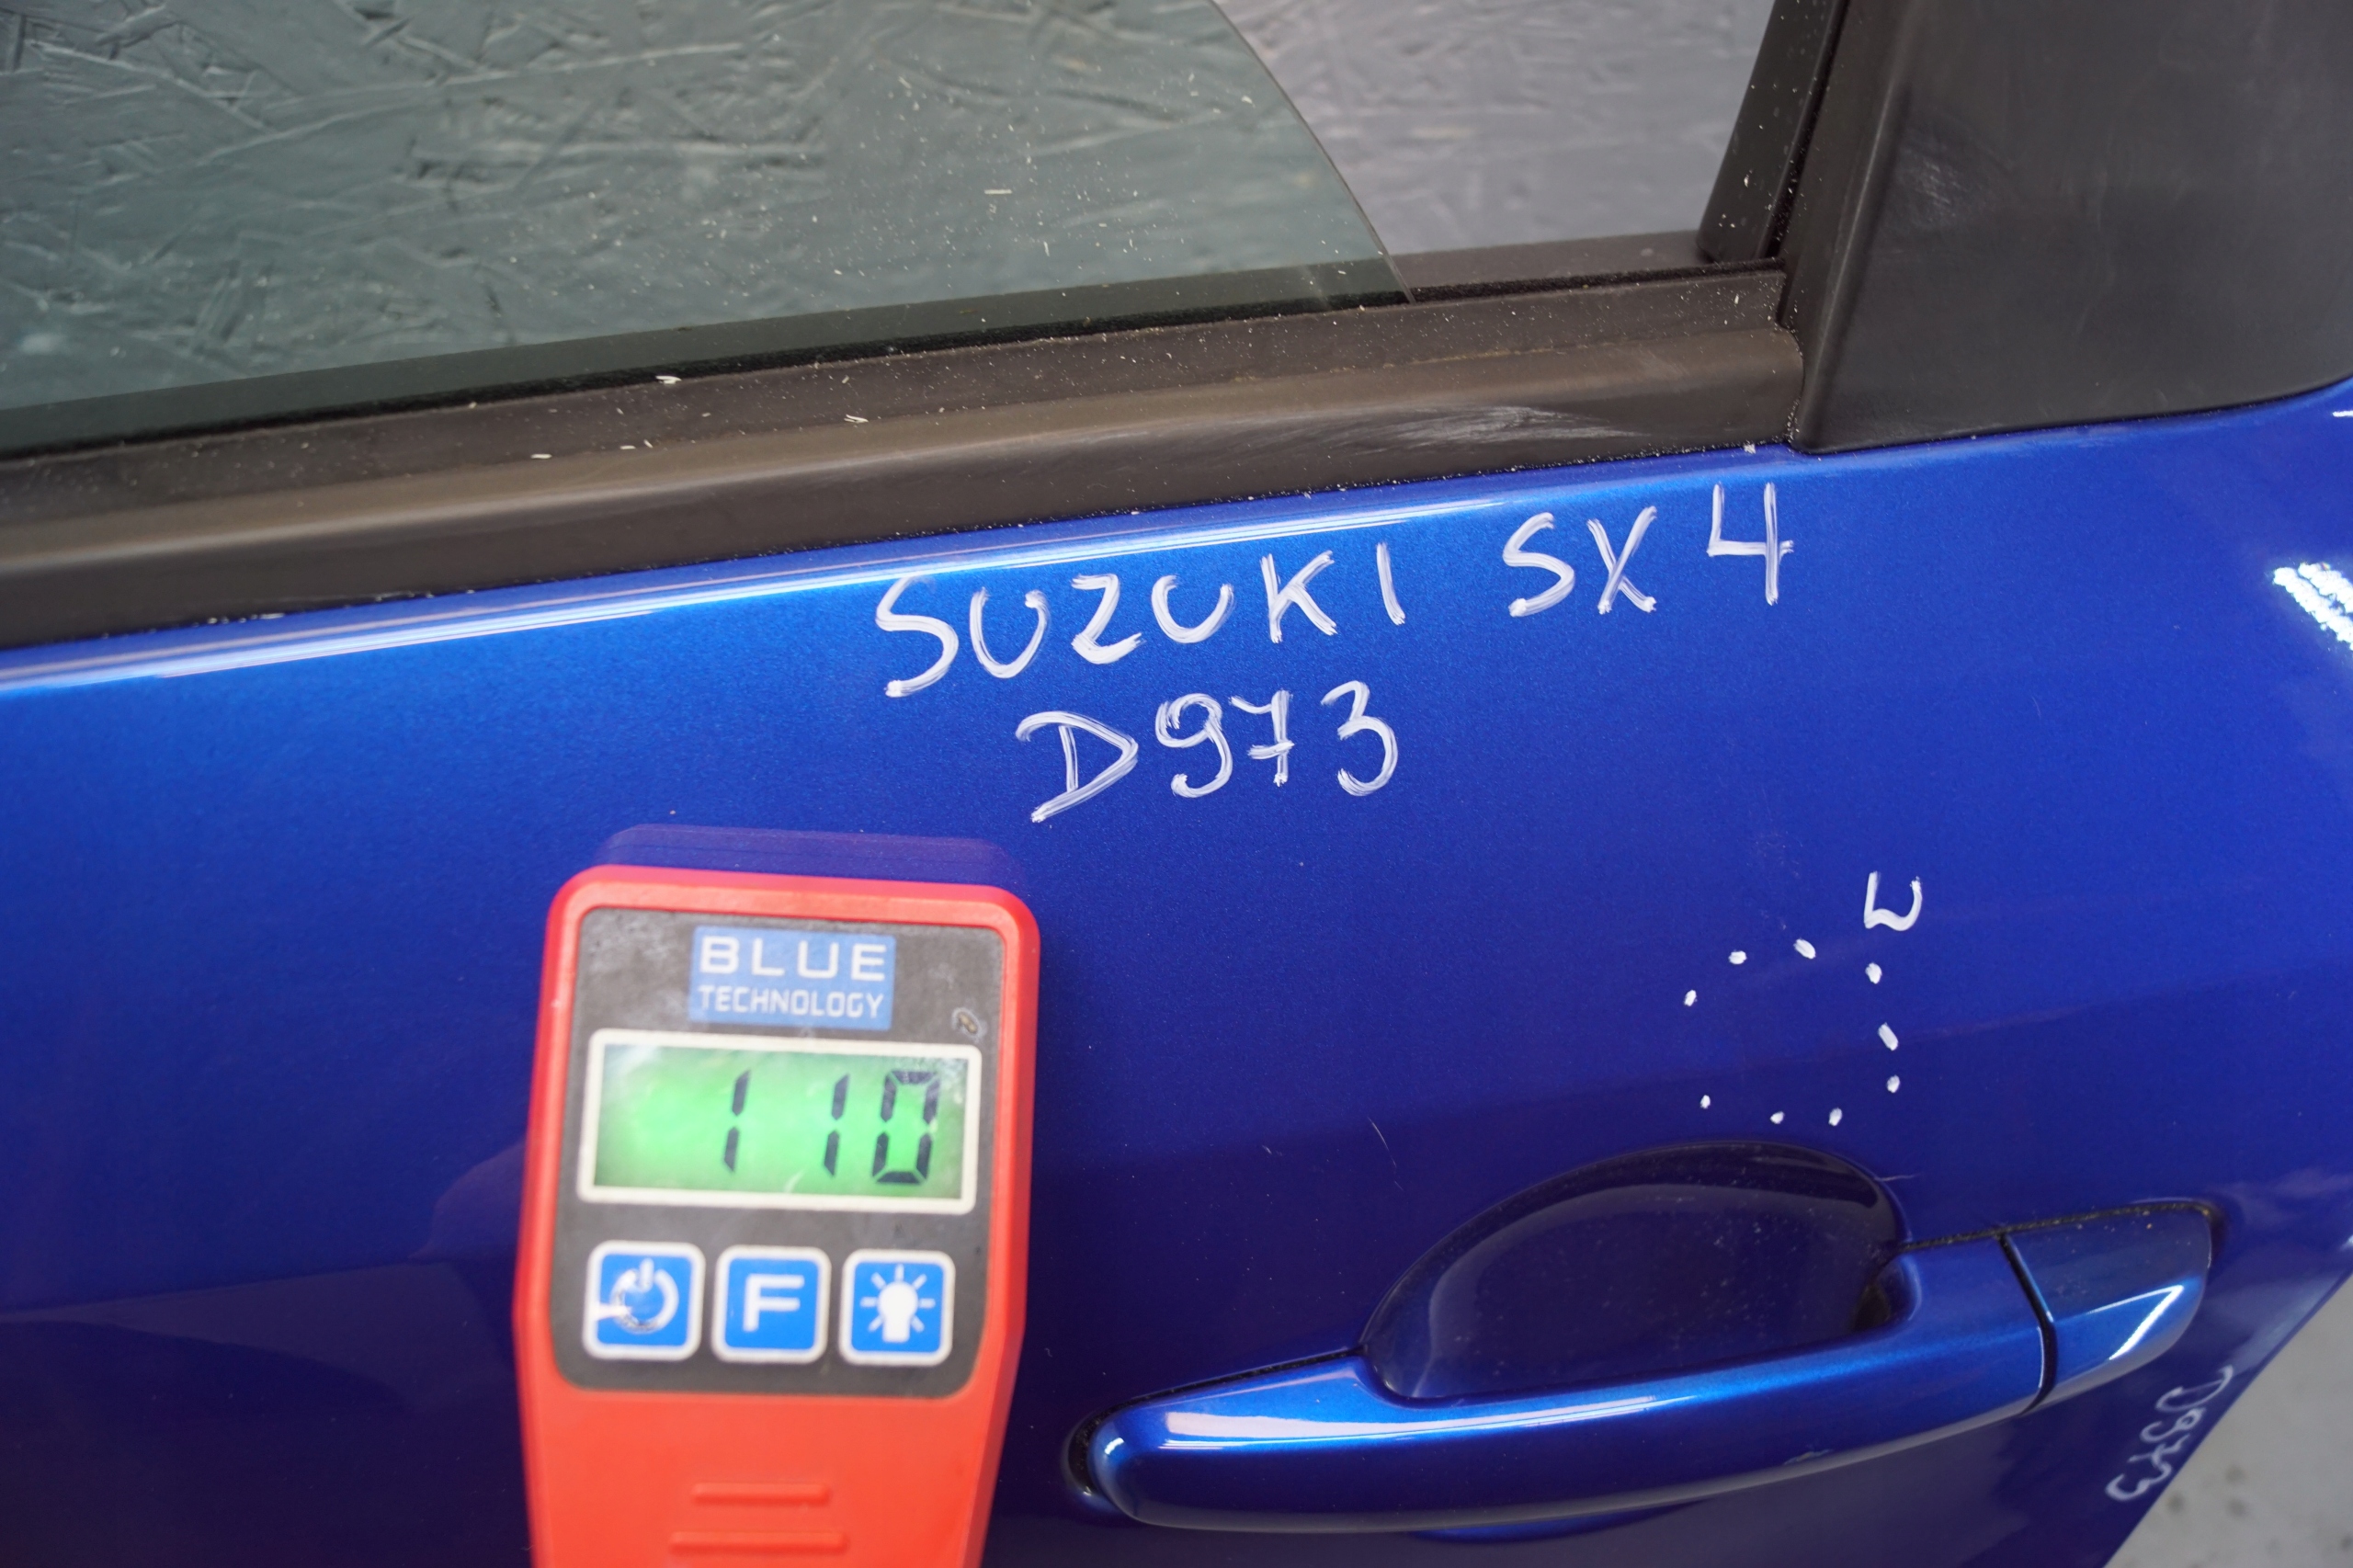 SUZUKI SX4
D973
W
BLUE
TECHNOLOGY
110
F
D973